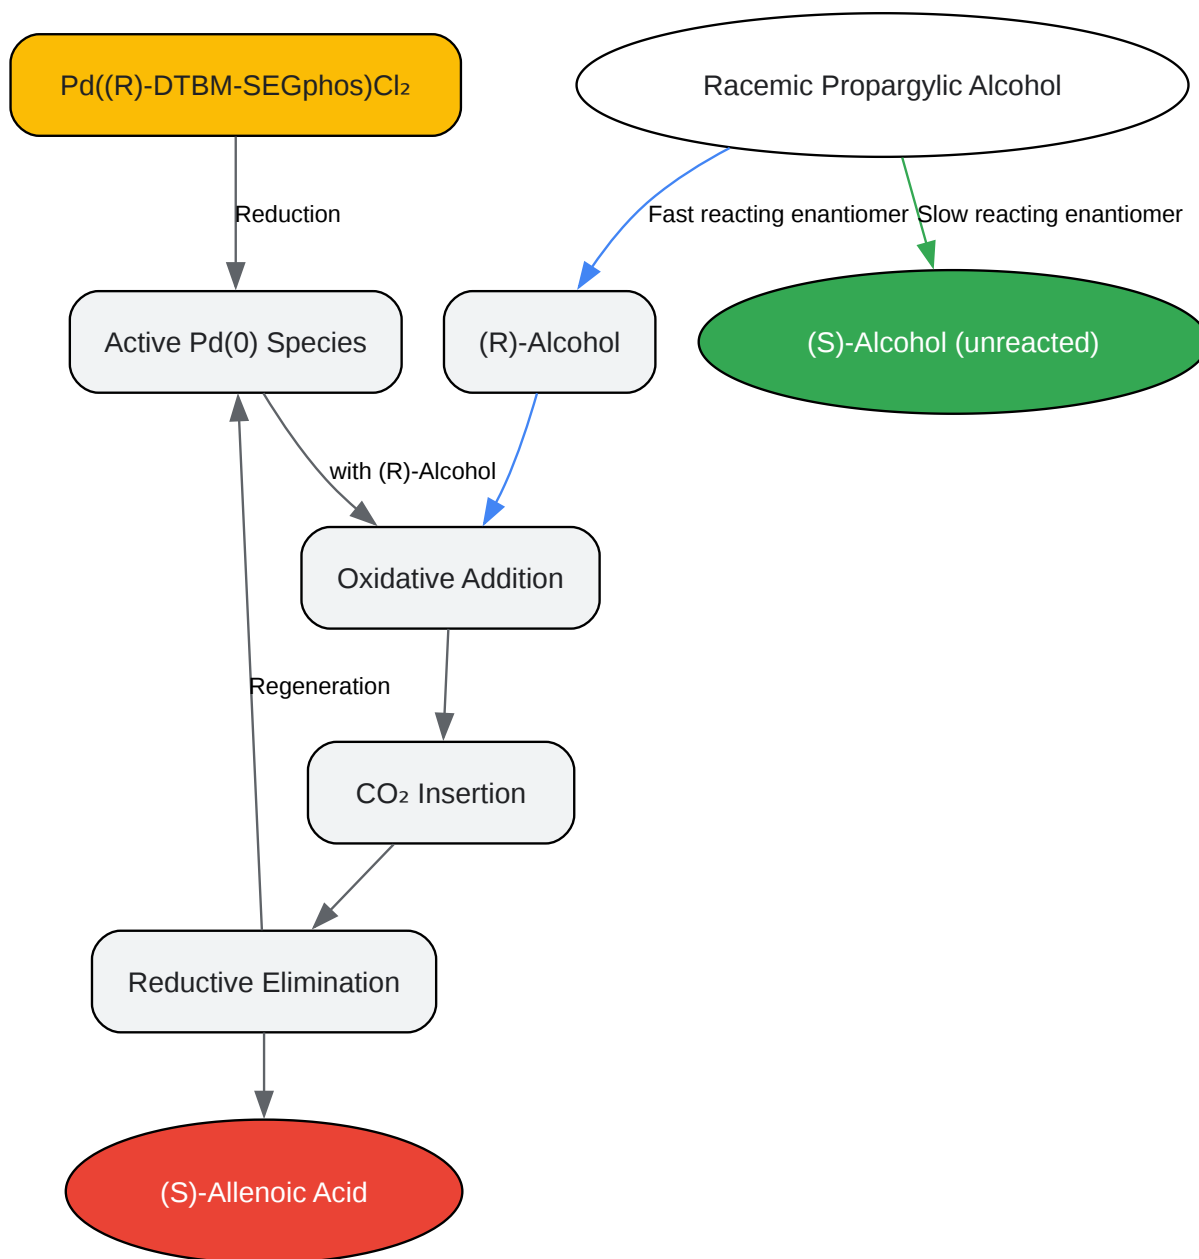 Pd((R)-DTBM-SEGphos)Cl₂
Racemic Propargylic Alcohol
Reduction
Fast reacting enantiomer
Slow reacting enantiomer
Active Pd(0) Species
(R)-Alcohol
(S)-Alcohol (unreacted)
with (R)-Alcohol
Oxidative Addition
Regeneration
CO₂ Insertion
Reductive Elimination
(S)-Allenoic Acid